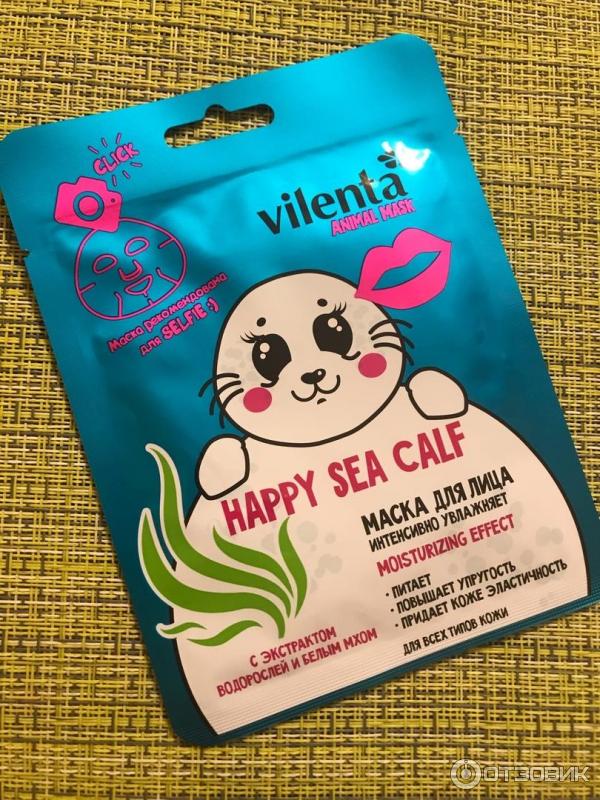 CLICK
vilenta
ANIMAL MASK
Маска рекомендована
для SELFIE ;)
HAPPY SEA CALF
МАСКА ДЛЯ ЛИЦА
ИНТЕНСИВНО УВЛАЖНЯЕТ
MOISTURIZING EFFECT
· ПИТАЕТ
· ПОВЫШАЕТ УПРУГОСТЬ
· ПРИДАЕТ КОЖЕ ЭЛАСТИЧНОСТЬ
ДЛЯ ВСЕХ ТИПОВ КОЖИ
С ЭКСТРАКТОМ
ВОДОРОСЛЕЙ И БЕЛЫМ МХОМ
ОТЗОВИК